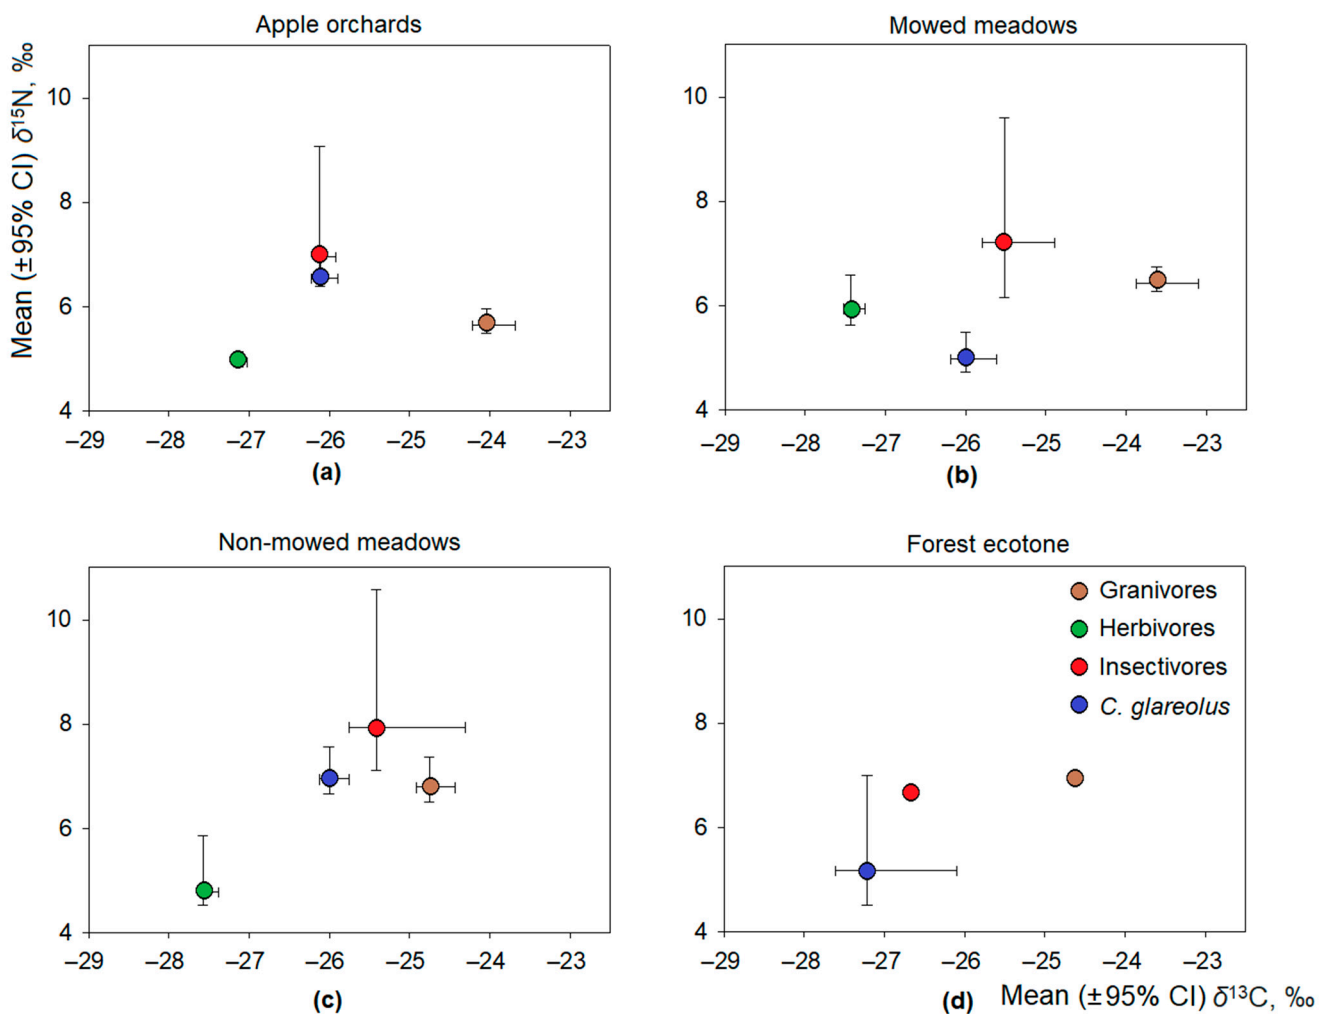 Apple orchards
Mean (±95% CI) δ¹⁵N, ‰
10
8
6
4
–29 –28 –27 –26 –25 –24 –23
(a)
Mowed meadows
10
8
6
4
–29 –28 –27 –26 –25 –24 –23
(b)
Non-mowed meadows
10
8
6
4
–29 –28 –27 –26 –25 –24 –23
(c)
Forest ecotone
Granivores
Herbivores
Insectivores
C. glareolus
10
8
6
4
–29 –28 –27 –26 –25 –24 –23
(d) Mean (±95% CI) δ¹³C, ‰